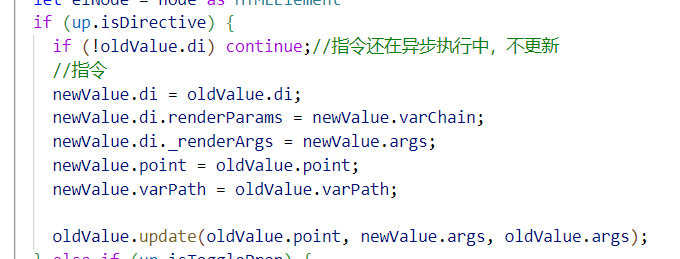 let elNode = node as HTMLElement
if (up.isDirective) {
if (!oldValue.di) continue;//指令还在异步执行中，不更新
//指令
newValue.di = oldValue.di;
newValue.di.renderParams = newValue.varChain;
newValue.di._renderArgs = newValue.args;
newValue.point = oldValue.point;
newValue.varPath = oldValue.varPath;
oldValue.update(oldValue.point, newValue.args, oldValue.args);
} else if (up.isToggleProp) {